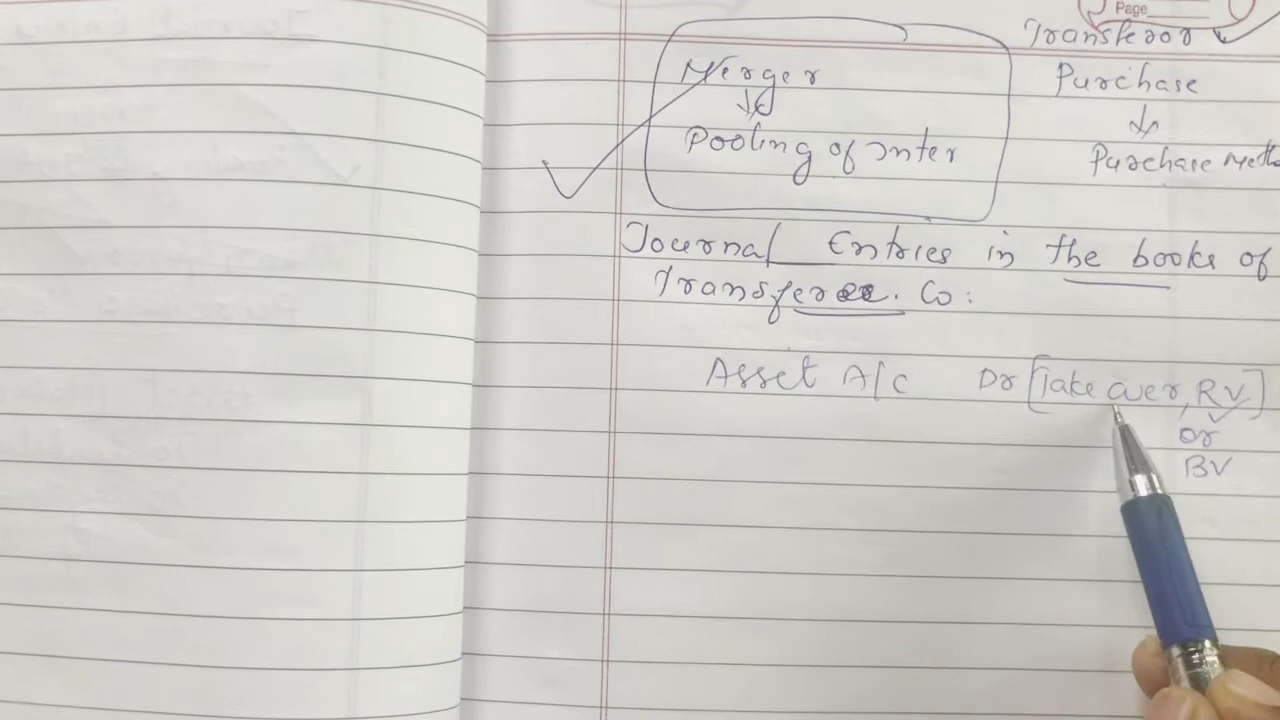 Page
Transferor
Merger
Purchase
Pooling of Inter
Purchase Metho
Journal Entries in the books of
Transferee. Co:
Asset A/c Dr [Take over, RV]
or
BV